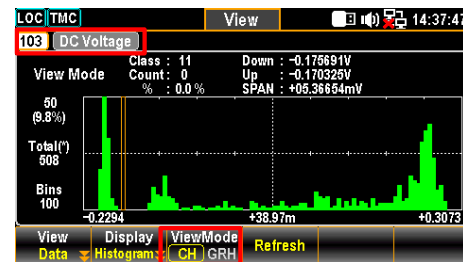 LOC TMC View 14:37:47
103 DC Voltage
View Mode
Class : 11 Down : -0.175691V
Count: 0 Up : -0.170325V
% : 0.0 % SPAN : +05.36654mV
50
(9.8%)
Total(*)
508
Bins
100
-0.2294 +38.97m +0.3073
View Display ViewMode Refresh
Data Histogram CH GRH